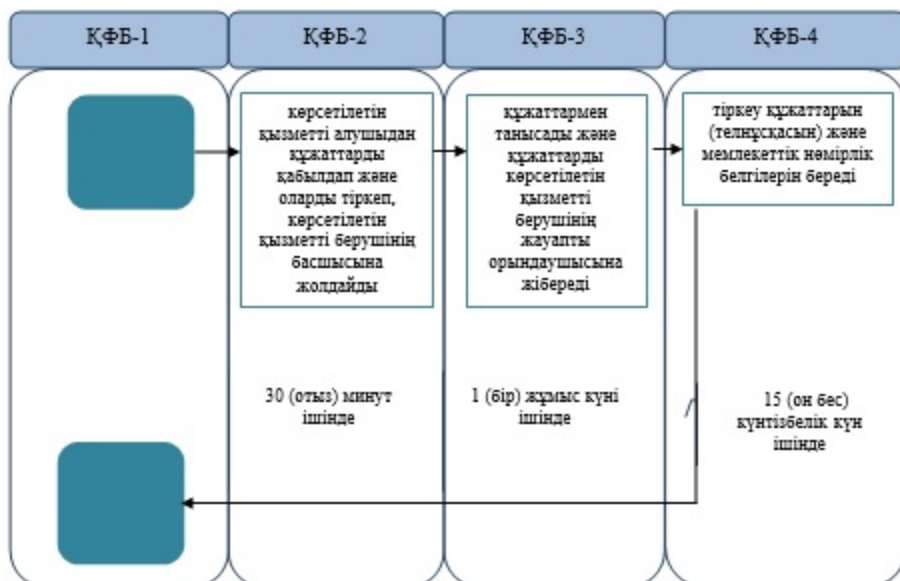 ҚФБ-1
ҚФБ-2
ҚФБ-3
ҚФБ-4
көрсетілетін
қызметті алушыдан
құжаттарды
қабылдап және
оларды тіркеп,
көрсетілетін
қызметті берушінің
басшысына
жолдайды
құжаттармен
танысады және
құжаттарды
көрсетілетін
қызметті
берушінің
жауапты
орындаушысына
жібереді
тіркеу құжаттарын
(телнұсқасын) және
мемлекеттік нөмірлік
белгілерін береді
30 (отыз) минут
ішінде
1 (бір) жұмыс күні
ішінде
15 (он бес)
күнтізбелік күн
ішінде